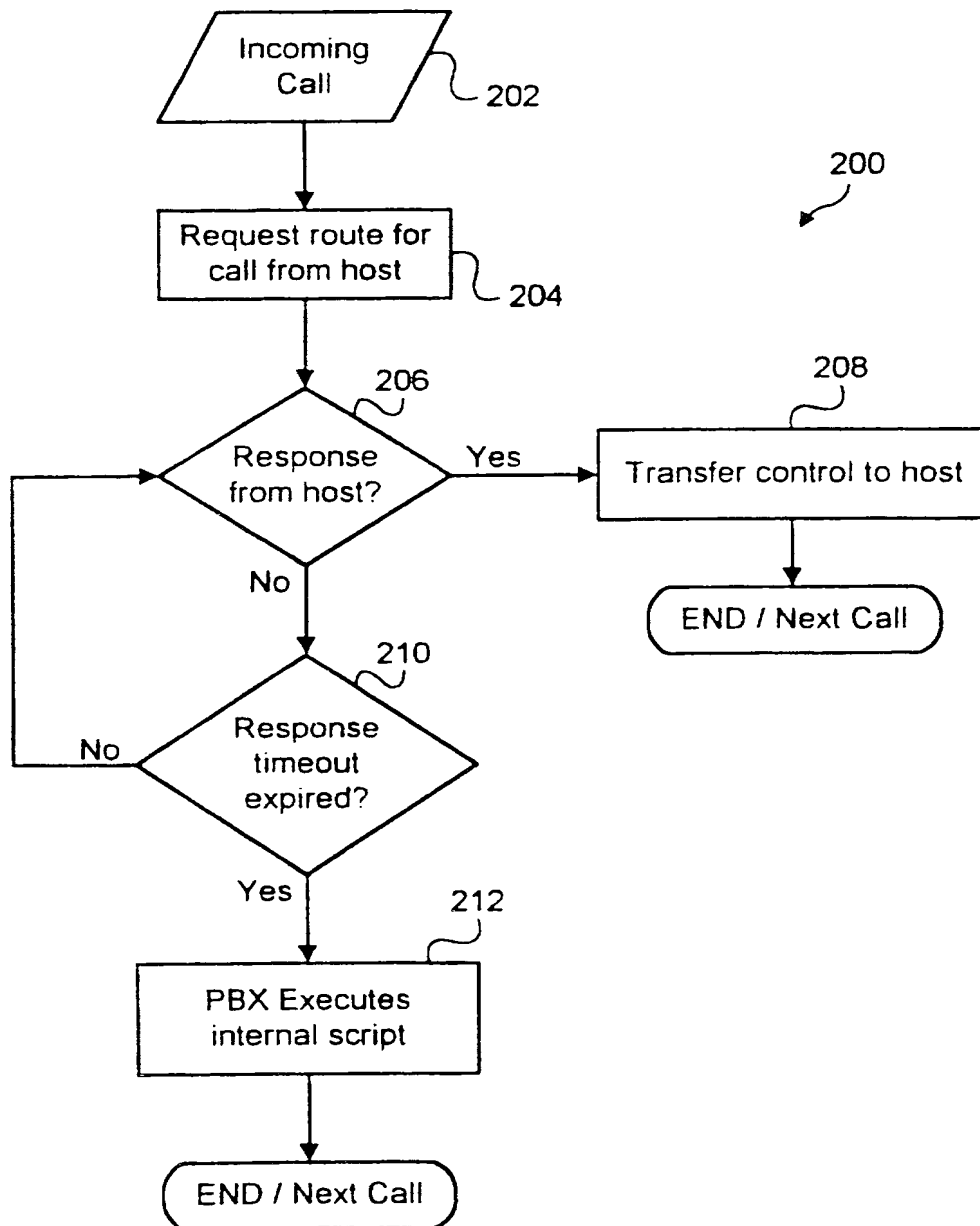 Incoming
Call
202
200
Request route for
call from host
204
206
208
Response
from host?
Yes
Transfer control to host
No
END / Next Call
210
Response
timeout
expired?
No
Yes
212
PBX Executes
internal script
END / Next Call